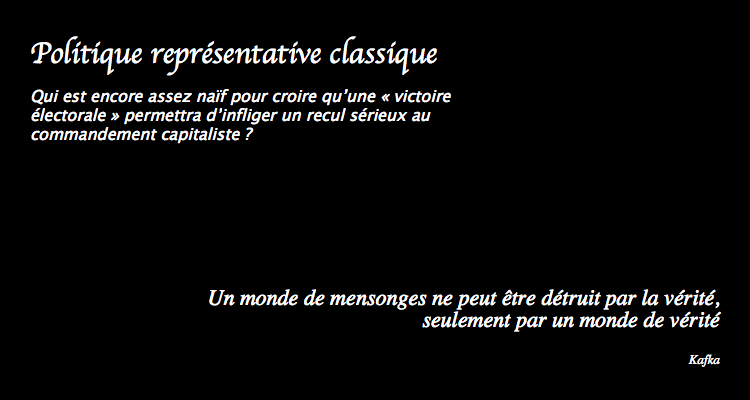 Politique représentative classique
Qui est encore assez naïf pour croire qu’une « victoire
électorale » permettra d’infliger un recul sérieux au
commandement capitaliste ?
Un monde de mensonges ne peut être détruit par la vérité,
seulement par un monde de vérité
Kafka